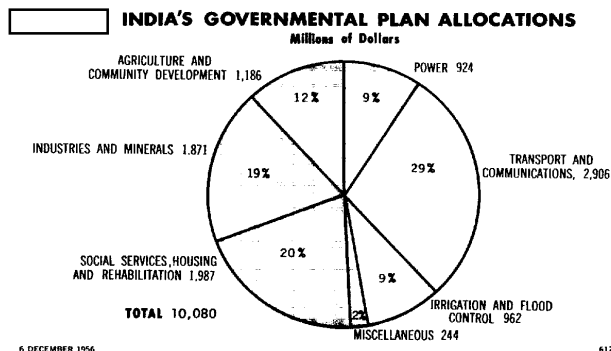 INDIA'S GOVERNMENTAL PLAN ALLOCATIONS
Millions of Dollars
AGRICULTURE AND
COMMUNITY DEVELOPMENT 1,186
POWER 924
12%
9%
INDUSTRIES AND MINERALS 1,871
TRANSPORT AND
COMMUNICATIONS, 2,906
19%
29%
SOCIAL SERVICES, HOUSING
AND REHABILITATION 1,987
20%
9%
IRRIGATION AND FLOOD
CONTROL 962
TOTAL 10,080
2%
MISCELLANEOUS 244
6 DECEMBER 1956